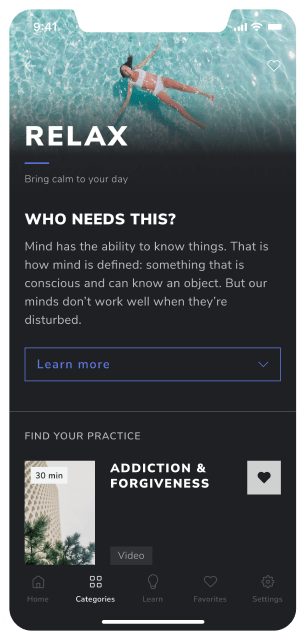 9:41
RELAX
Bring calm to your day
WHO NEEDS THIS?
Mind has the ability to know things. That is
how mind is defined: something that is
conscious and can know an object. But our
minds don't work well when they're
disturbed.
Learn more
FIND YOUR PRACTICE
30 min
ADDICTION &
FORGIVENESS
Video
Home
Categories
Learn
Favorites
Settings